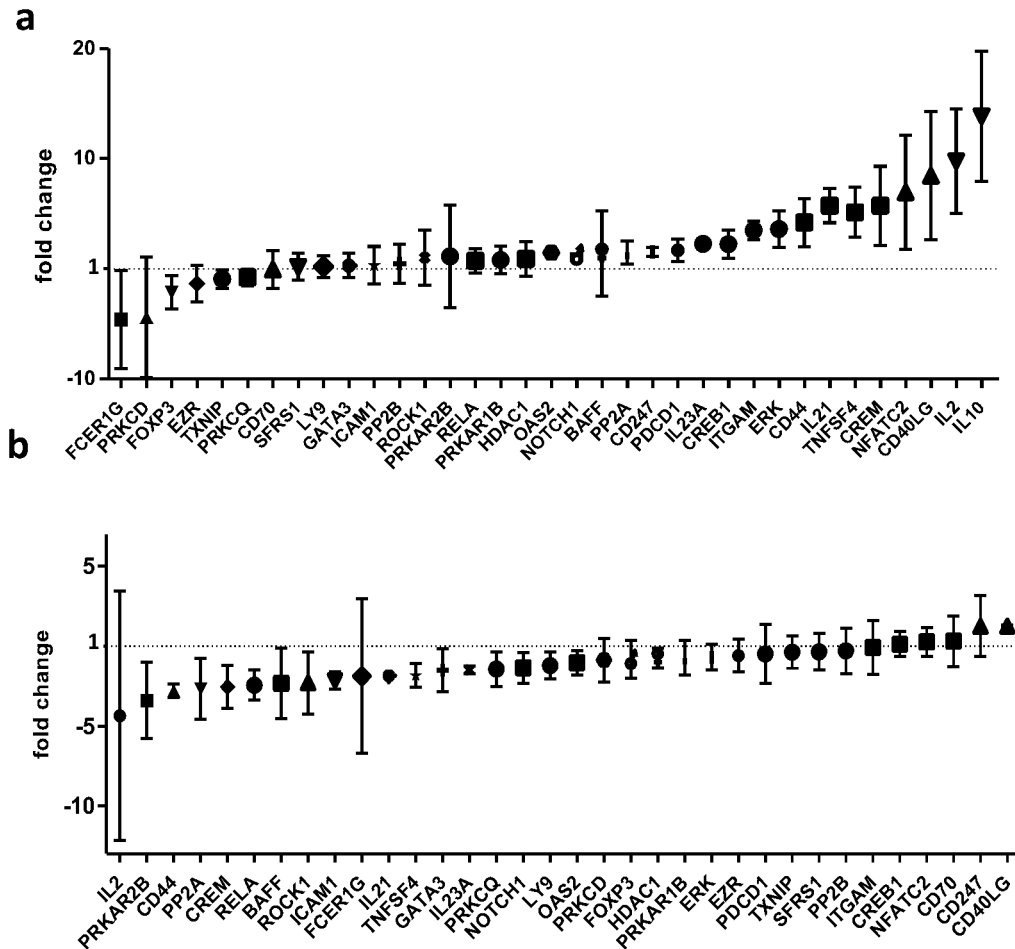 a
20
10
1
-10
fold change
FCER1G
PRKCD
FOXP3
EZR
TXNIP
PRKCQ
CD70
SFRS1
LY9
GATA3
ICAM1
PP2B
ROCK1
PRKAR2B
RELA
PRKAR1B
HDAC1
OAS2
NOTCH1
BAFF
PP2A
CD247
PDCD1
IL23A
CREB1
ITGAM
ERK
CD44
IL21
TNFSF4
CREM
NFATC2
CD40LG
IL2
IL10
b
5
1
-5
-10
fold change
IL2
PRKAR2B
CD44
PP2A
CREM
RELA
BAFF
ROCK1
ICAM1
FCER1G
IL21
TNFSF4
GATA3
IL23A
PRKCQ
NOTCH1
LY9
OAS2
PRKCD
FOXP3
HDAC1
PRKAR1B
ERK
EZR
PDCD1
TXNIP
SFRS1
PP2B
ITGAM
CREB1
NFATC2
CD70
CD247
CD40LG